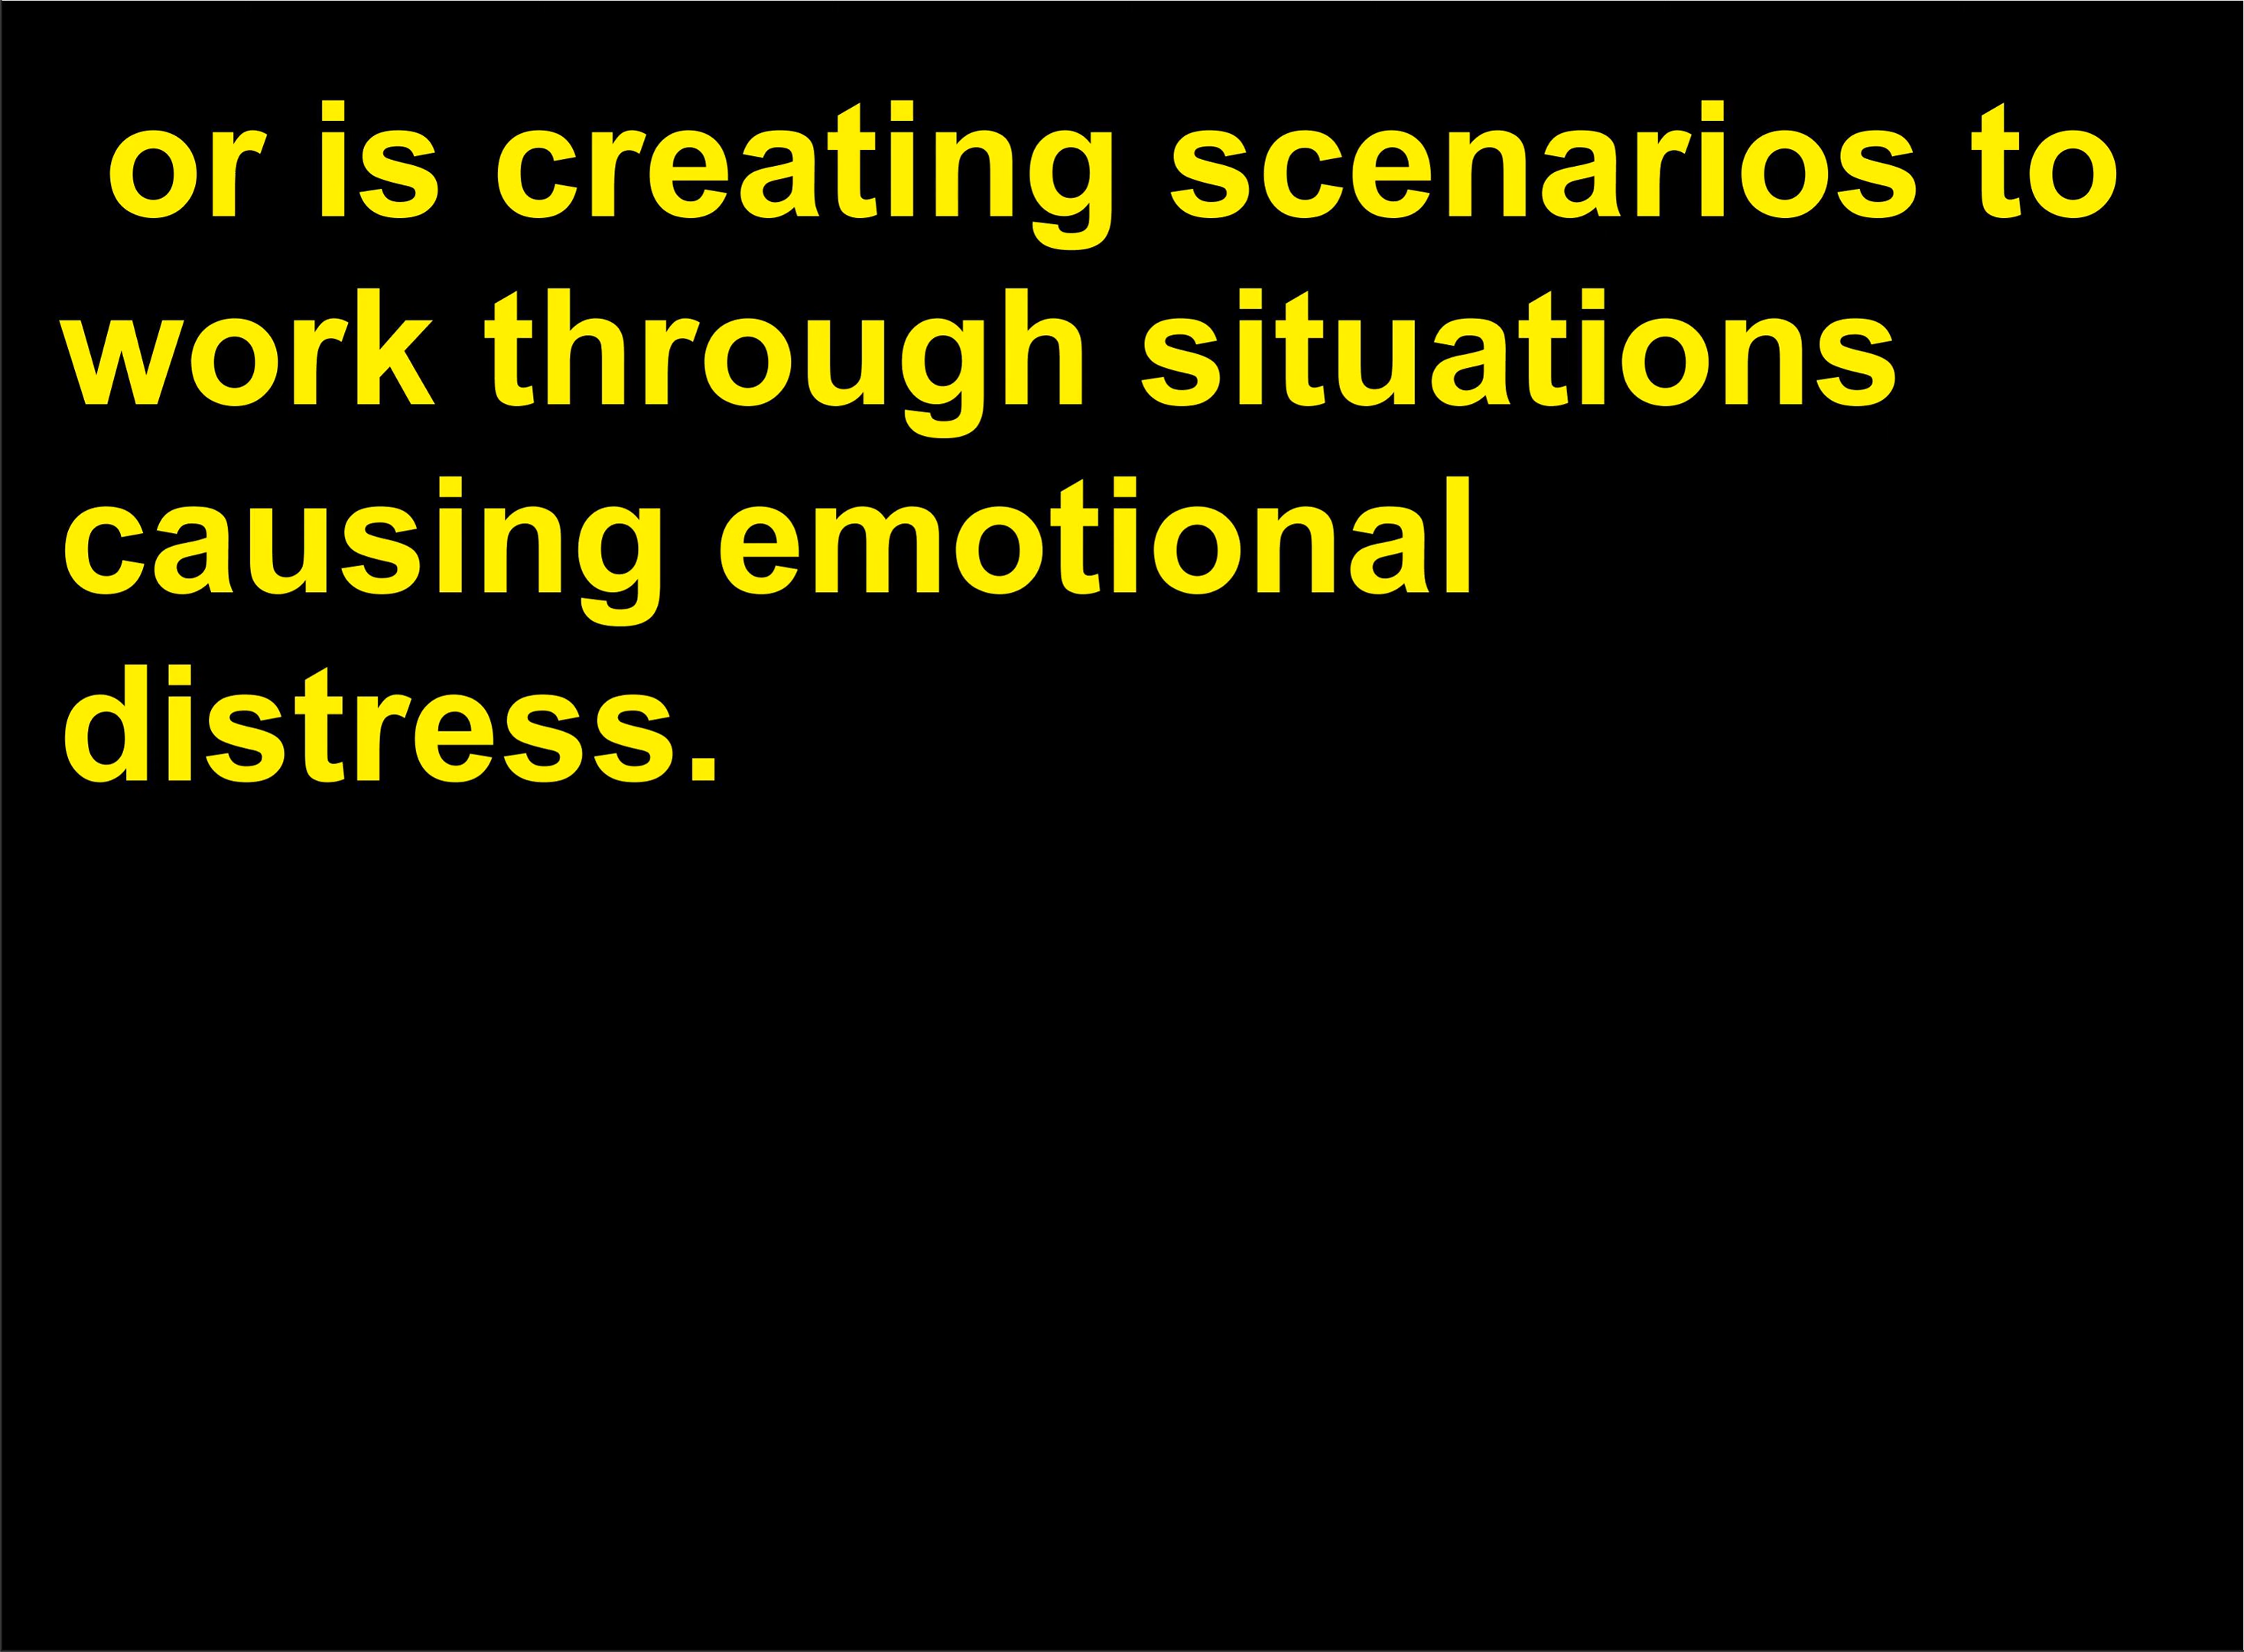 or is creating scenarios to
work through situations
causing emotional
distress.